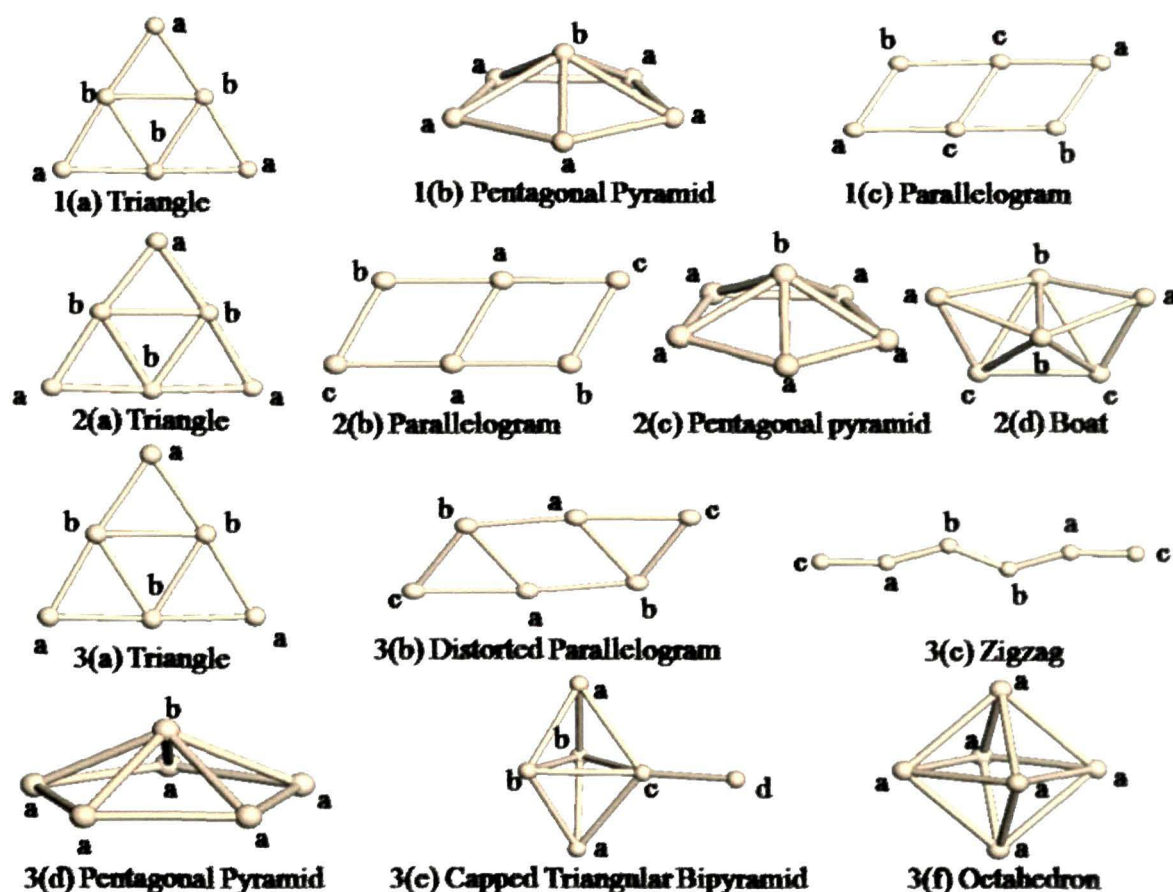 a
b b
b
a a
1(a) Triangle
b
a a
a a
a
1(b) Pentagonal Pyramid
b c a
a c b
1(c) Parallelogram
a
b b
b
a a
2(a) Triangle
a
b c
c a b
2(b) Parallelogram
b
a a
a a
a
2(c) Pentagonal pyramid
b
a a
b
c c
2(d) Boat
a
b b
b
a a
3(a) Triangle
b a c
c a b
3(b) Distorted Parallelogram
b a
c c
a b
3(c) Zigzag
b
a a a
a a
3(d) Pentagonal Pyramid
a
b
b c d
a
3(e) Capped Triangular Bipyramid
a
a
a a a
a
3(f) Octahedron